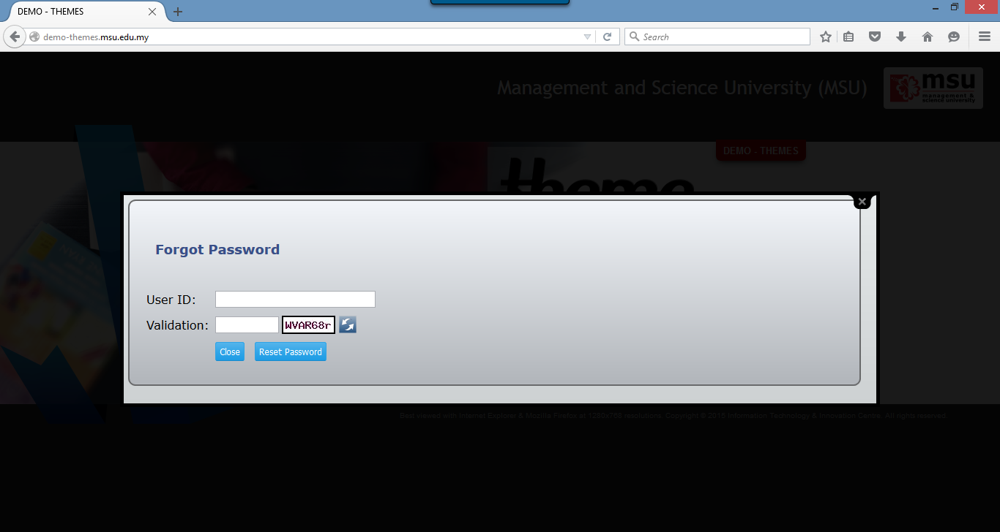 DEMO - THEMES
demo-themes.msu.edu.my
Search
Management and Science University (MSU)
msu
management &
science university
DEMO - THEMES
theme
Forgot Password
User ID:
Validation:
WVAR68r
Close
Reset Password
Best viewed with Internet Explorer & Mozilla Firefox at 1280x768 resolutions. Copyright © 2015 Information Technology & Innovation Centre. All rights reserved.